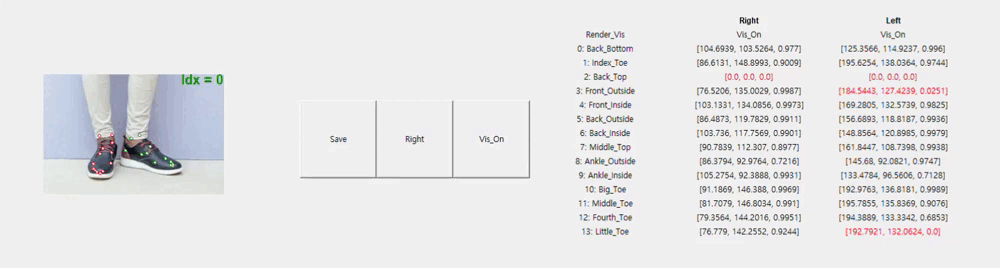 Idx = 0
Save Right Vis_On
Right Left
Render_Vis Vis_On Vis_On
0: Back_Bottom [104.6939, 103.5264, 0.977] [125.3566, 114.9237, 0.996]
1: Index_Toe [86.6131, 148.8993, 0.9009] [195.6254, 138.0364, 0.9744]
2: Back_Top [0.0, 0.0, 0.0] [0.0, 0.0, 0.0]
3: Front_Outside [76.5206, 135.0029, 0.9987] [184.5443, 127.4239, 0.0251]
4: Front_Inside [103.1331, 134.0856, 0.9973] [169.2805, 132.5739, 0.9825]
5: Back_Outside [86.4873, 119.7829, 0.9911] [156.6893, 118.8187, 0.9936]
6: Back_Inside [103.736, 117.7569, 0.9901] [148.8564, 120.8985, 0.9979]
7: Middle_Top [90.7839, 112.307, 0.8977] [161.8447, 108.7398, 0.9938]
8: Ankle_Outside [86.3794, 92.9764, 0.7216] [145.68, 92.0821, 0.9747]
9: Ankle_Inside [105.2754, 92.3888, 0.9931] [133.4784, 96.5606, 0.7128]
10: Big_Toe [91.1869, 146.388, 0.9969] [192.9763, 136.8181, 0.9989]
11: Middle_Toe [81.7079, 146.8034, 0.991] [195.7855, 135.8369, 0.9076]
12: Fourth_Toe [79.3564, 144.2016, 0.9951] [194.3889, 133.3342, 0.6853]
13: Little_Toe [76.779, 142.2552, 0.9244] [192.7921, 132.0624, 0.0]